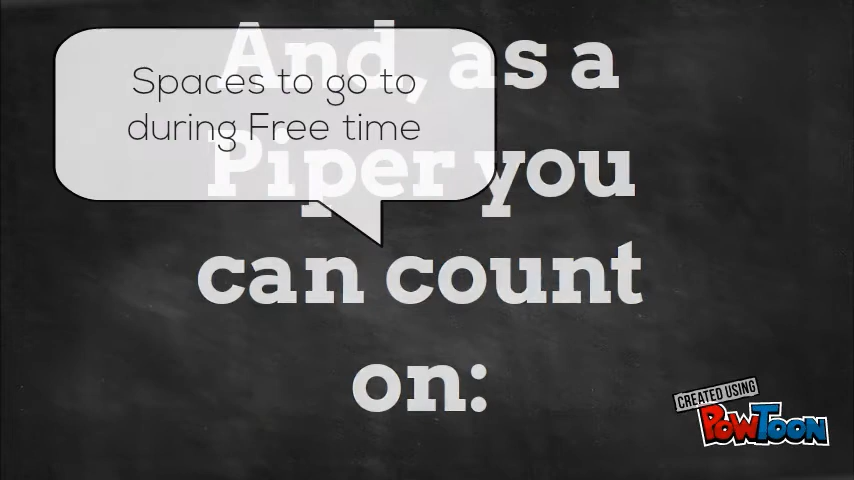 Spaces to go to
during Free time
And, as a
Piper you
can count
on:
CREATED USING
POWTOON